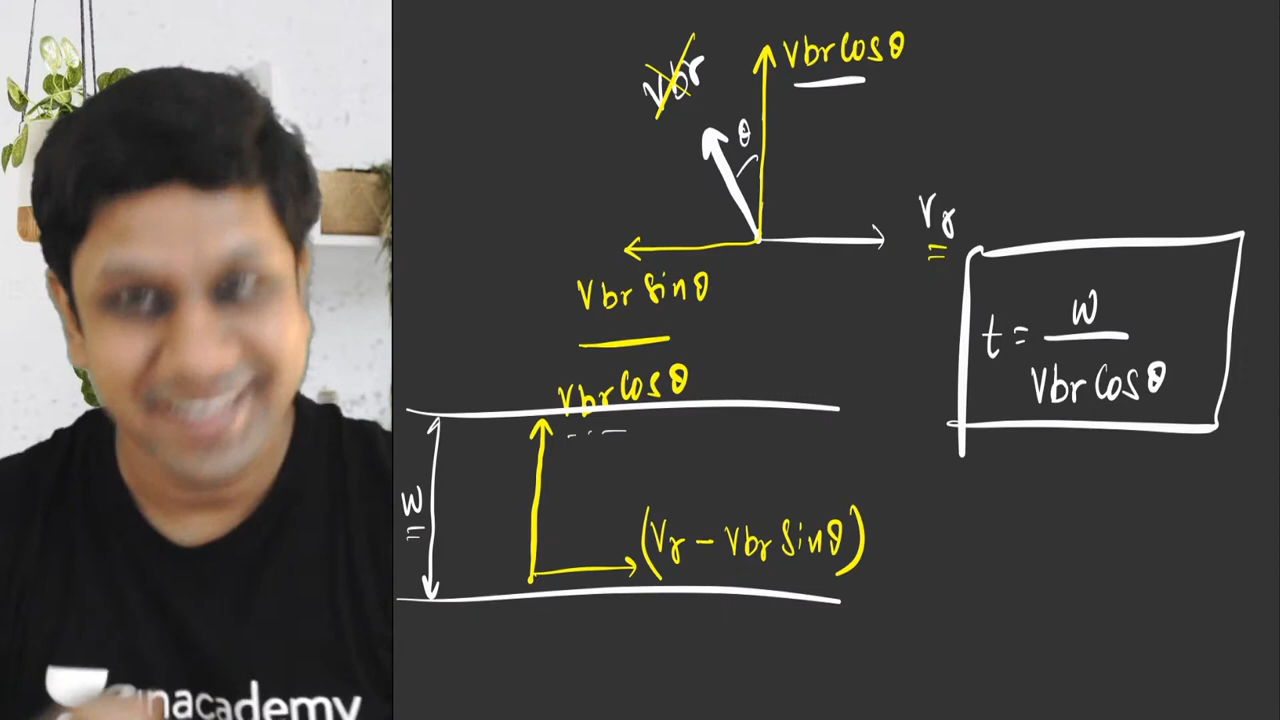 Vbr cos θ
Vbr
θ
Vr
Vbr sin θ
t = w / Vbr cos θ
Vbr cos θ
w
(Vr - Vbr sin θ)
unacademy